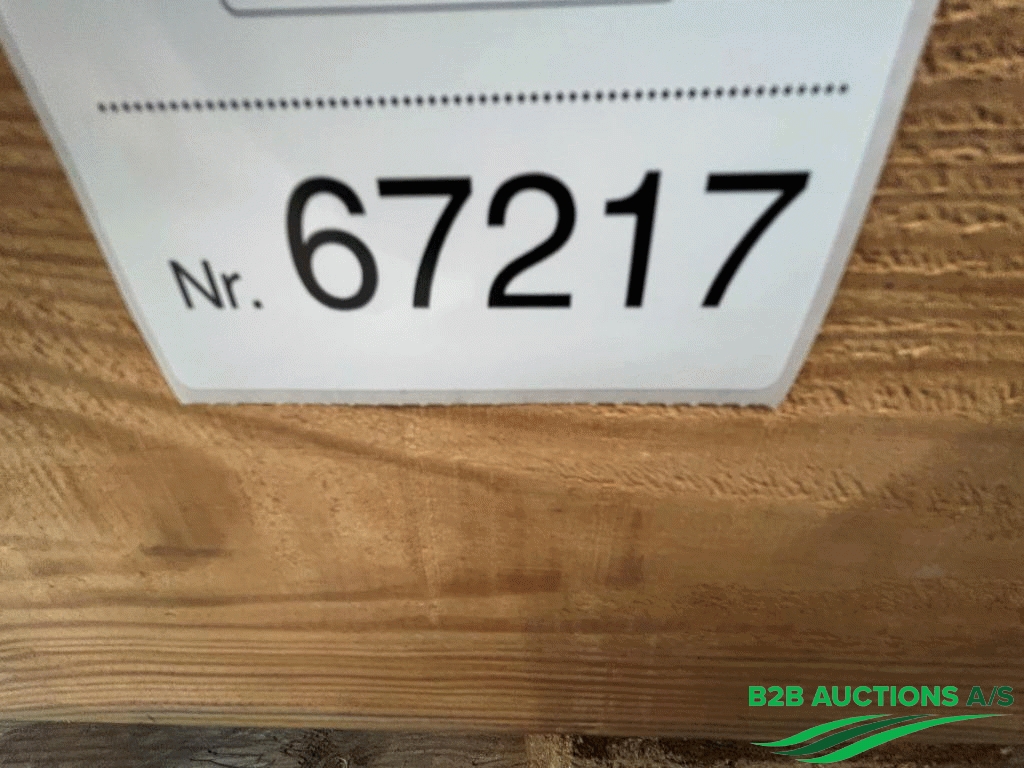 Nr. 67217
B2B AUCTIONS A/S